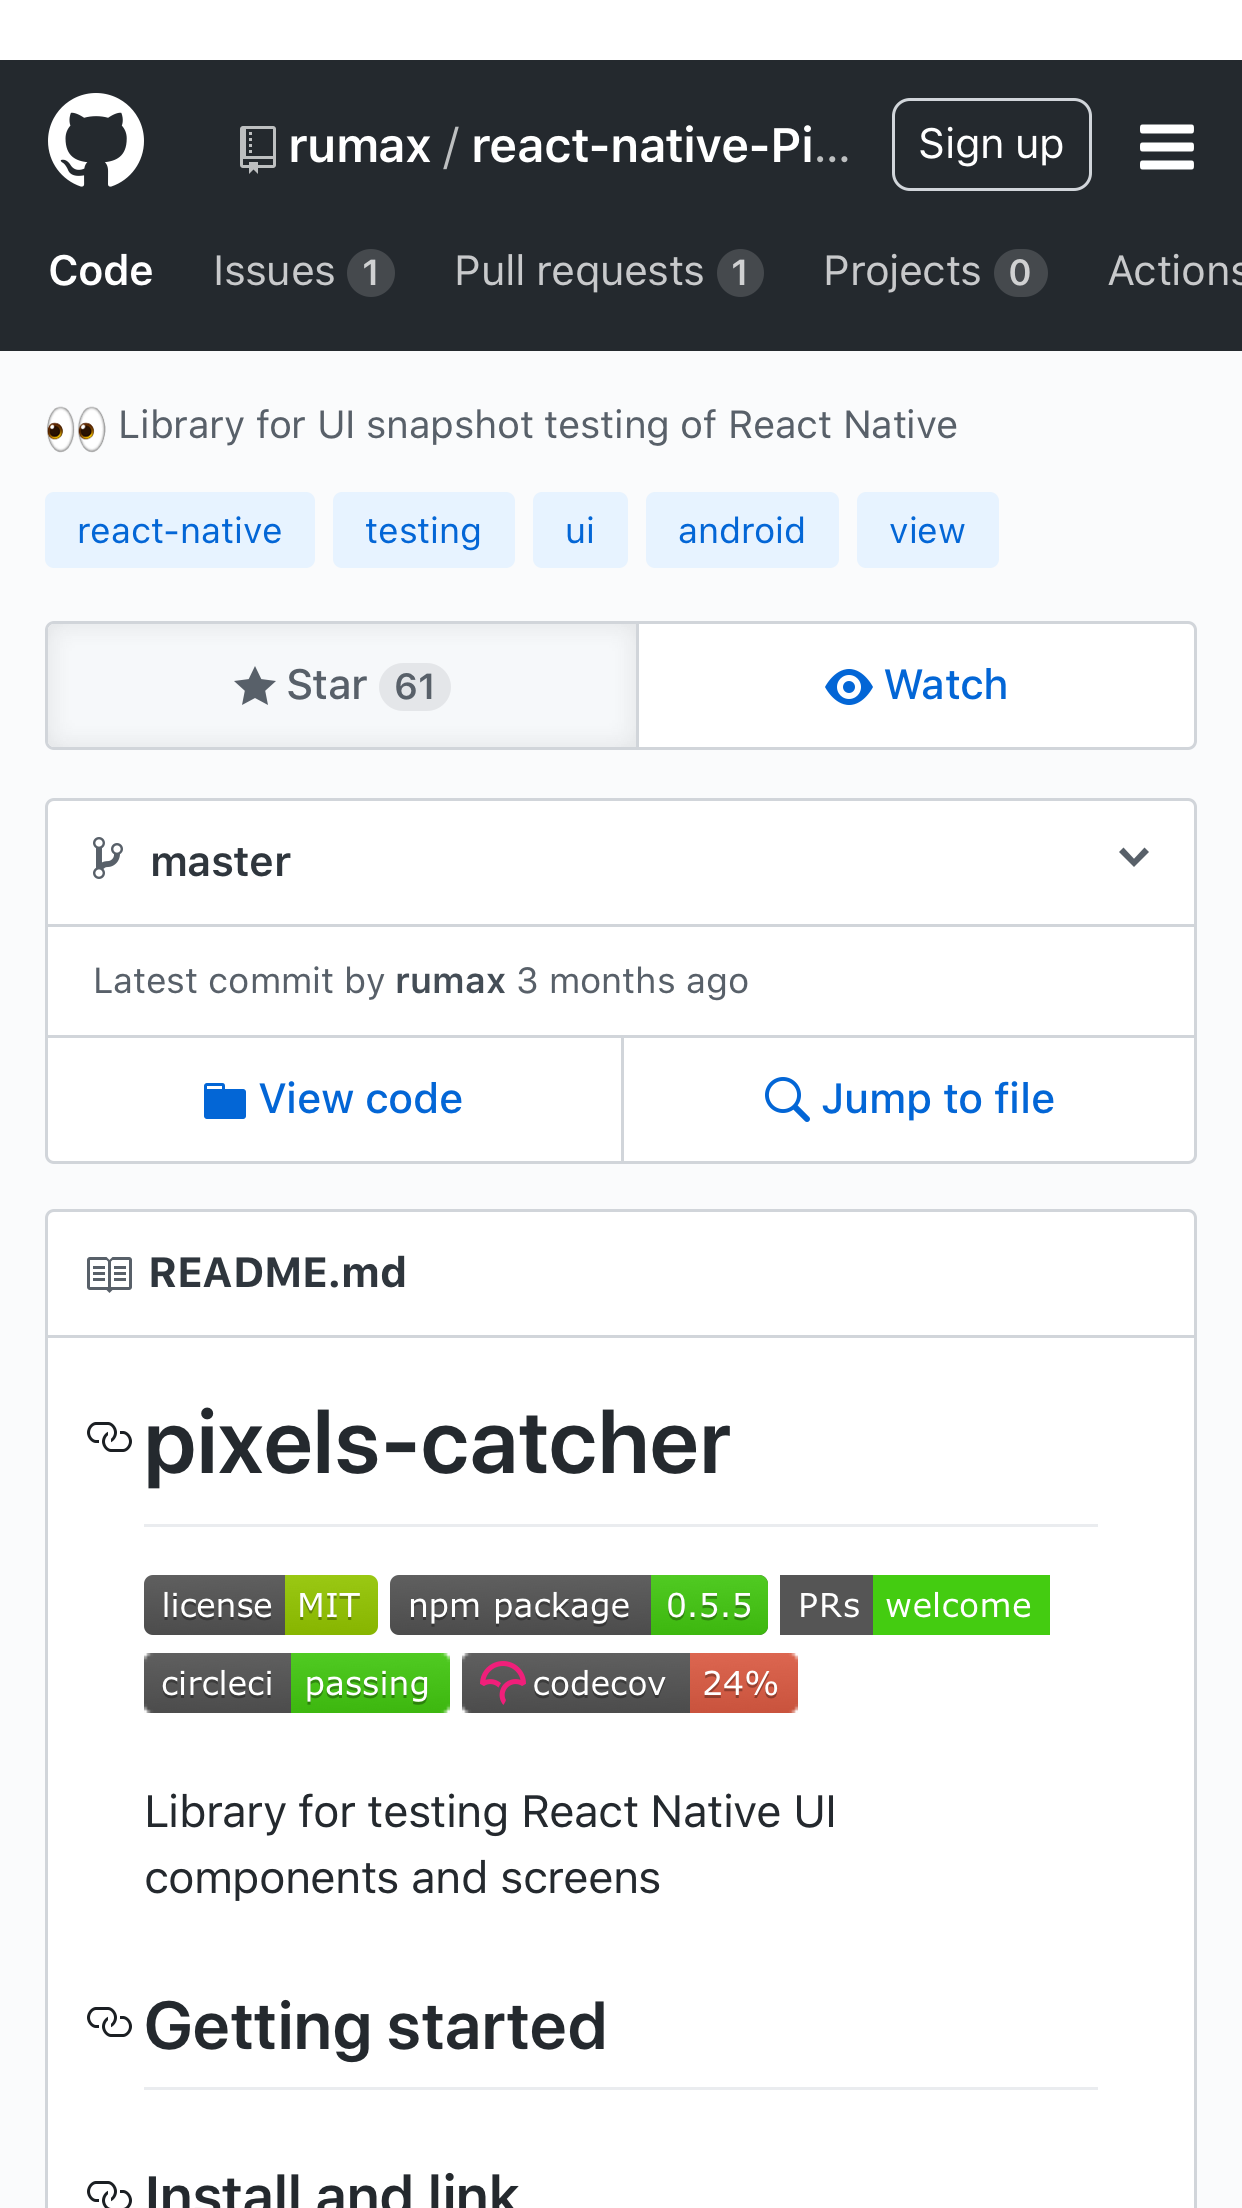 rumax / react-native-Pi...
Sign up
Code Issues 1 Pull requests 1 Projects 0 Actions
Library for UI snapshot testing of React Native
react-native testing ui android view
Star 61 Watch
master
Latest commit by rumax 3 months ago
View code Jump to file
README.md
pixels-catcher
license MIT npm package 0.5.5 PRs welcome
circleci passing codecov 24%
Library for testing React Native UI
components and screens
Getting started
Install and link